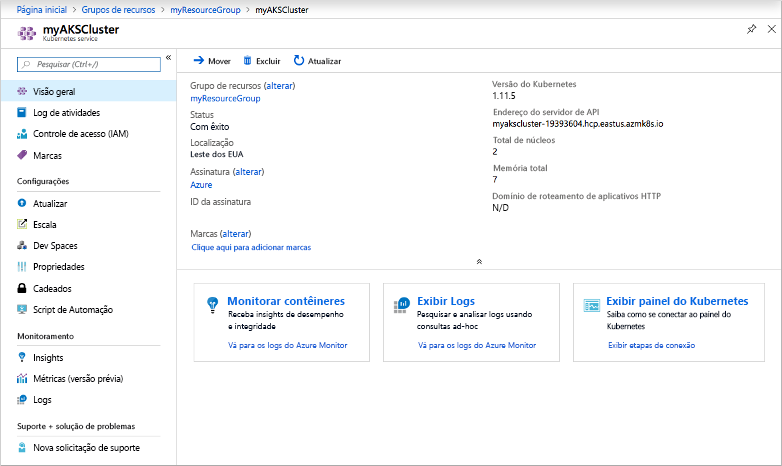 Página inicial > Grupos de recursos > myResourceGroup > myAKSCluster
myAKSCluster
Kubernetes service
Pesquisar (Ctrl+/)
Visão geral
Log de atividades
Controle de acesso (IAM)
Marcas
Configurações
Atualizar
Escala
Dev Spaces
Propriedades
Cadeados
Script de Automação
Monitoramento
Insights
Métricas (versão prévia)
Logs
Suporte + solução de problemas
Nova solicitação de suporte
Mover Excluir Atualizar
Grupo de recursos (alterar)
myResourceGroup
Status
Com êxito
Localização
Leste dos EUA
Assinatura (alterar)
Azure
ID da assinatura
Marcas (alterar)
Clique aqui para adicionar marcas
Versão do Kubernetes
1.11.5
Endereço do servidor de API
myakscluster-19393604.hcp.eastus.azmk8s.io
Total de núcleos
2
Memória total
7
Domínio de roteamento de aplicativos HTTP
N/D
Monitorar contêineres
Receba insights de desempenho
e integridade
Vá para os logs do Azure Monitor
Exibir Logs
Pesquisar e analisar logs usando
consultas ad-hoc
Vá para os logs do Azure Monitor
Exibir painel do Kubernetes
Saiba como se conectar ao painel do
Kubernetes
Exibir etapas de conexão